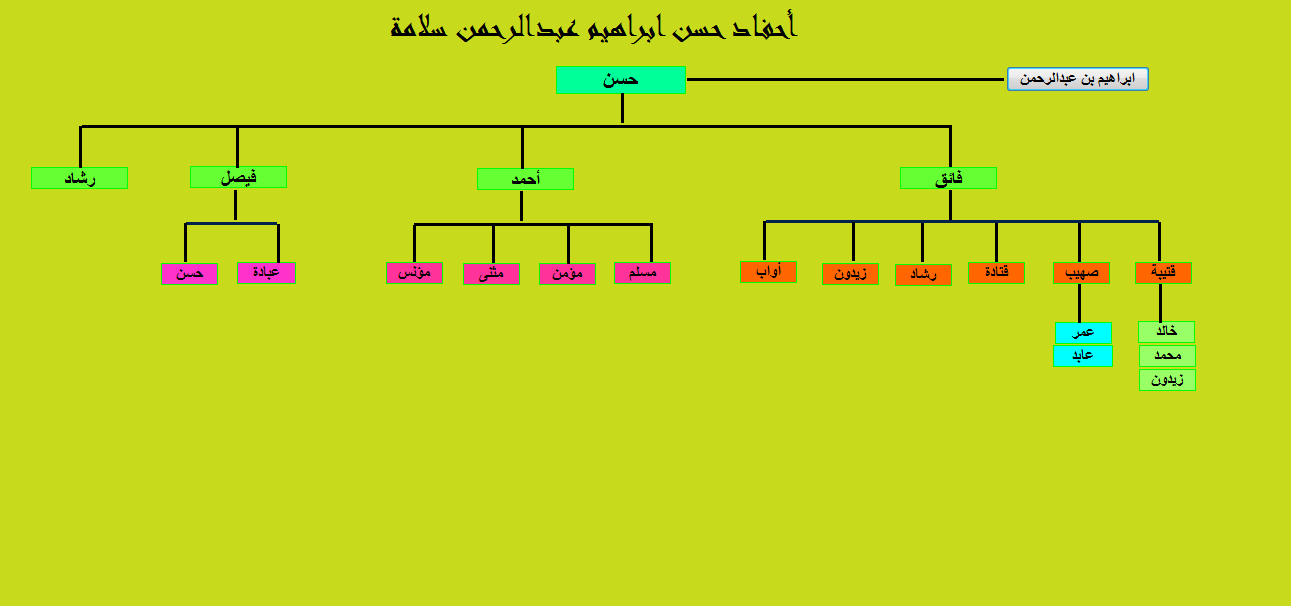 أحفاد حسن ابراهيم عبدالرحمن سلامة
ابراهيم بن عبدالرحمن
حسن
فائق
أحمد
فيصل
رشاد
قتيبة
صهيب
قتادة
رشاد
زيدون
أواب
مسلم
مؤمن
مثنى
مؤنس
عبادة
حسن
خالد
محمد
زيدون
عمر
عابد